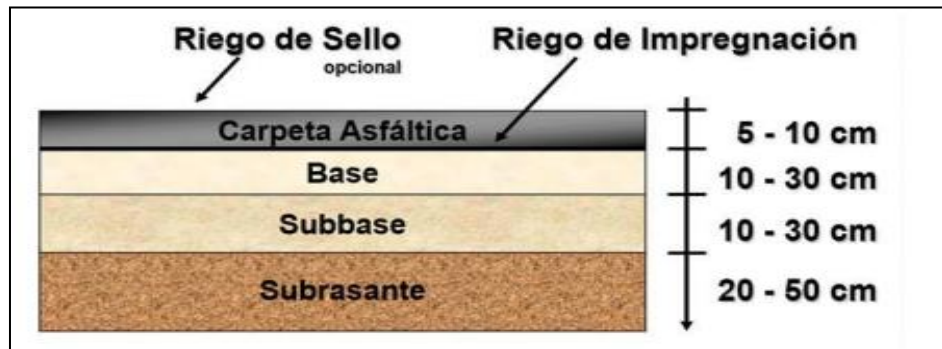 Riego de Sello
opcional
Riego de Impregnación
Carpeta Asfáltica
5 - 10 cm
Base
10 - 30 cm
Subbase
10 - 30 cm
Subrasante
20 - 50 cm